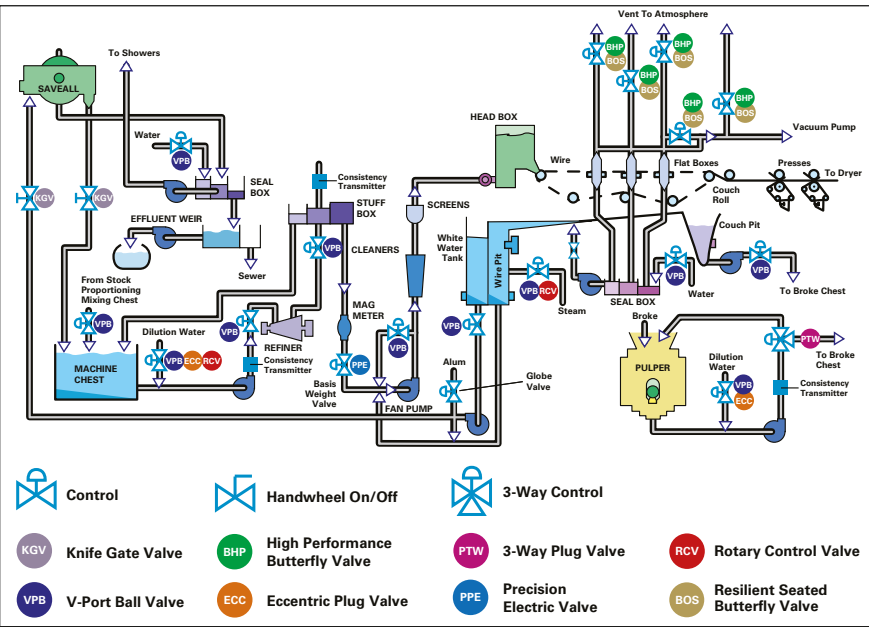 Vent To Atmosphere
To Showers
SAVEALL
BHP
BOS
BHP
BOS
BHP
BOS
BHP
BOS
BHP
BOS
HEAD BOX
Water
VPB
Wire
Vacuum Pump
Flat Boxes
Presses
To Dryer
Couch
Roll
Consistency
Transmitter
SEAL
BOX
KGV
KGV
STUFF
BOX
SCREENS
EFFLUENT WEIR
VPB
CLEANERS
White
Water
Tank
Wire Pit
Couch Pit
Sewer
From Stock
Proportioning
Mixing Chest
VPB
MAG
METER
VPB
RCV
Steam
SEAL BOX
VPB
Water
VPB
To Broke Chest
Dilution Water
VPB
VPB
ECC
RCV
REFINER
VPB
VPB
Broke
PTW
To Broke
Chest
MACHINE
CHEST
Consistency
Transmitter
PPE
Basis
Weight
Valve
FAN PUMP
Alum
Globe
Valve
PULPER
Dilution
Water
VPB
ECC
Consistency
Transmitter
Control
Handwheel On/Off
3-Way Control
KGV Knife Gate Valve
BHP High Performance
Butterfly Valve
PTW 3-Way Plug Valve
RCV Rotary Control Valve
VPB V-Port Ball Valve
ECC Eccentric Plug Valve
PPE Precision
Electric Valve
BOS Resilient Seated
Butterfly Valve